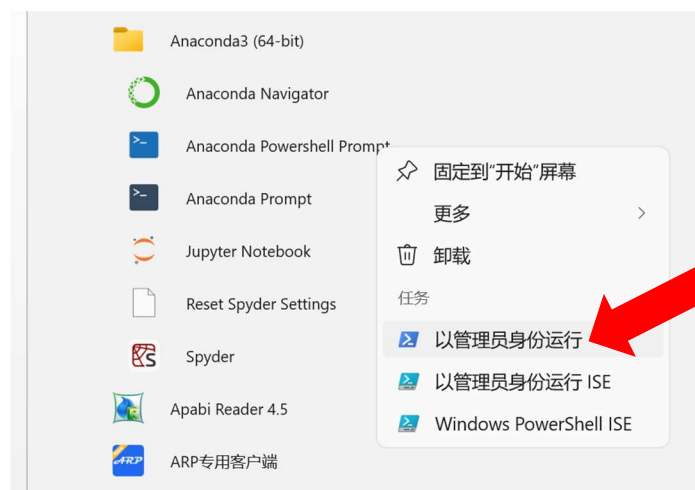 Anaconda3 (64-bit)
Anaconda Navigator
Anaconda Powershell Prompt
Anaconda Prompt
Jupyter Notebook
Reset Spyder Settings
Spyder
Apabi Reader 4.5
ARP
ARP专用客户端
固定到“开始”屏幕
更多
卸载
任务
以管理员身份运行
以管理员身份运行 ISE
Windows PowerShell ISE